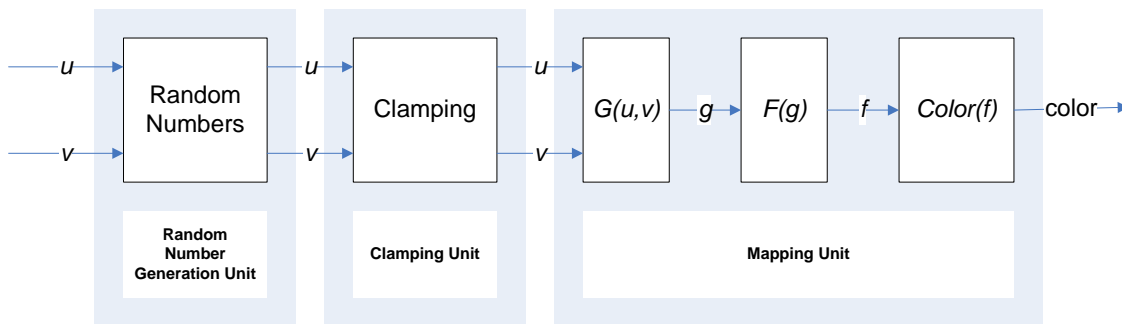 u
u
u
Random
Numbers
Clamping
G(u,v)
g
F(g)
f
Color(f)
color
v
v
v
Random
Number
Generation Unit
Clamping Unit
Mapping Unit